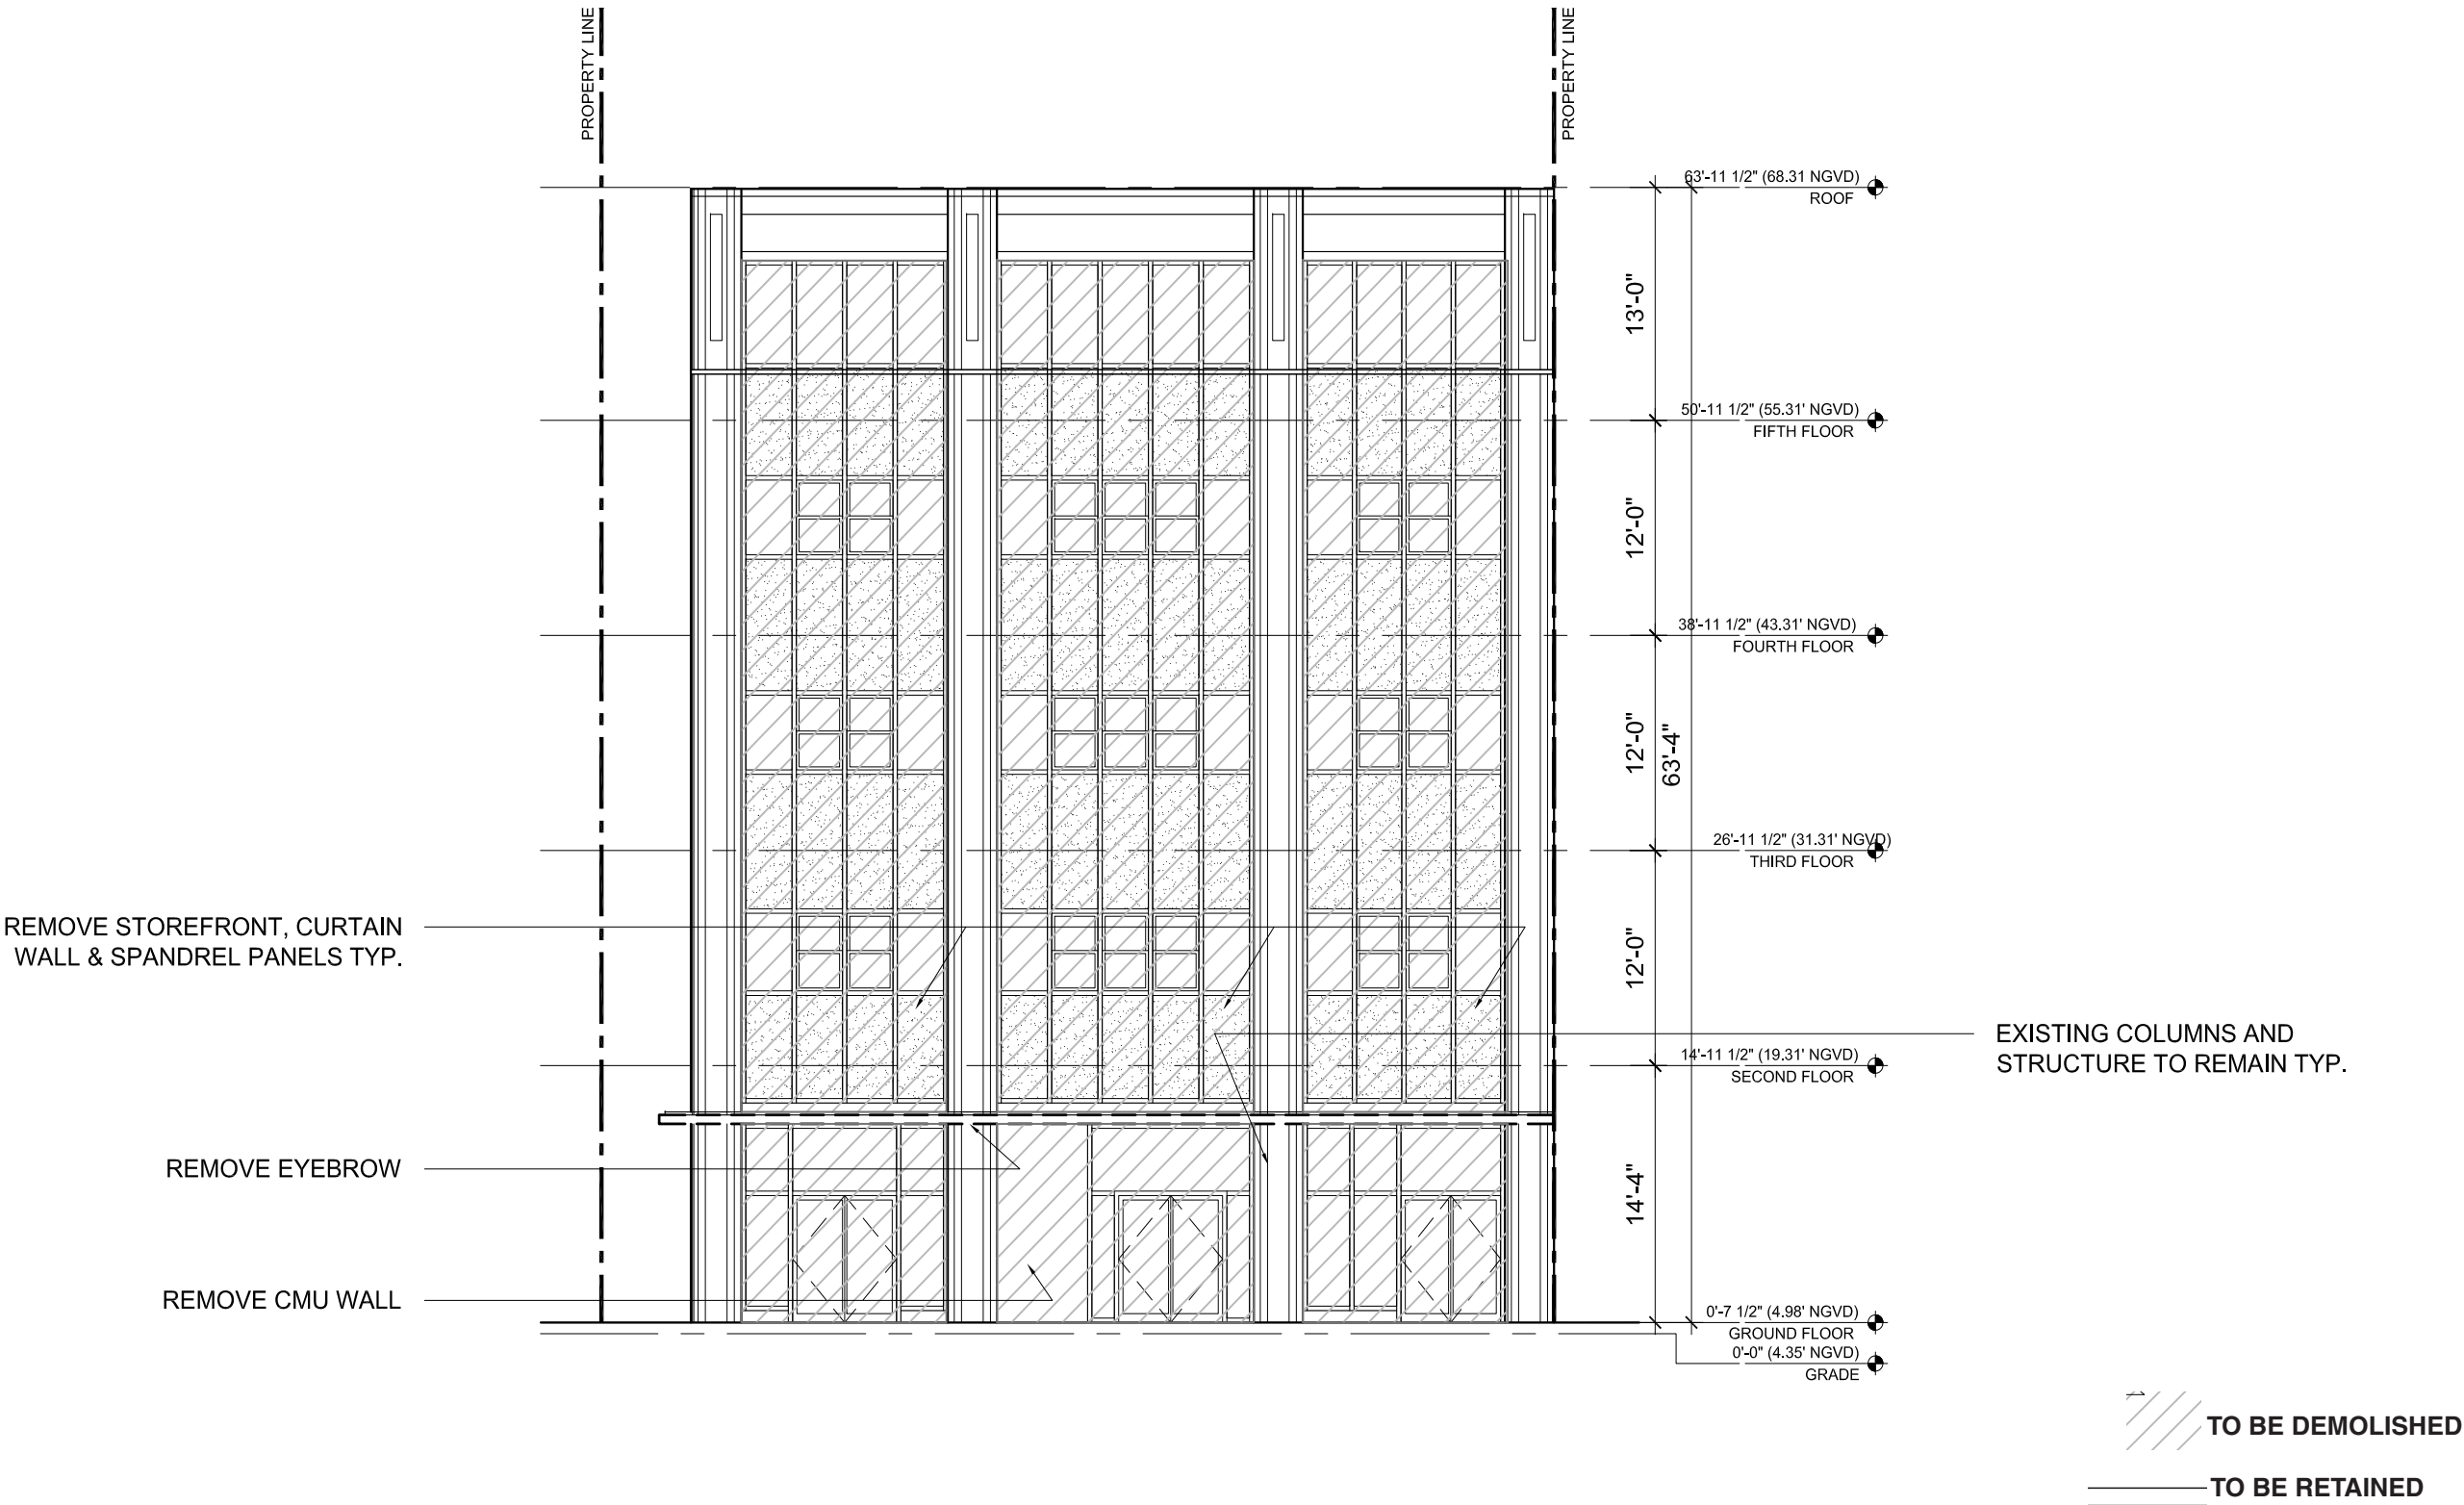 PROPERTY LINE
PROPERTY LINE
63'-11 1/2" (68.31 NGVD)
ROOF
13'-0"
50'-11 1/2" (55.31' NGVD)
FIFTH FLOOR
12'-0"
38'-11 1/2" (43.31' NGVD)
FOURTH FLOOR
12'-0"
63'-4"
26'-11 1/2" (31.31' NGVD)
THIRD FLOOR
REMOVE STOREFRONT, CURTAIN
WALL & SPANDREL PANELS TYP.
12'-0"
EXISTING COLUMNS AND
STRUCTURE TO REMAIN TYP.
14'-11 1/2" (19.31' NGVD)
SECOND FLOOR
REMOVE EYEBROW
14'-4"
REMOVE CMU WALL
0'-7 1/2" (4.98' NGVD)
GROUND FLOOR
0'-0" (4.35' NGVD)
GRADE
TO BE DEMOLISHED
TO BE RETAINED